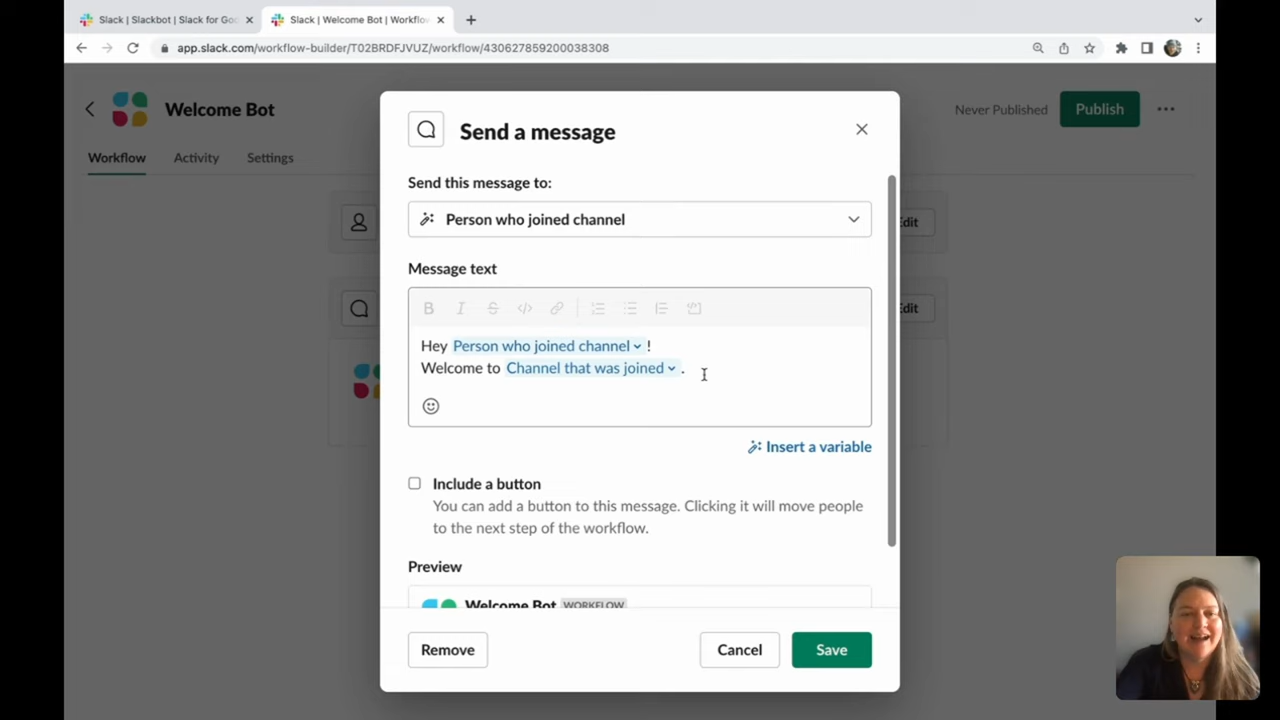 Slack | Slackbot | Slack for Goo
Slack | Welcome Bot | Workflow
app.slack.com/workflow-builder/T02BRDFJVUZ/workflow/430627859200038308
Welcome Bot
Never Published
Publish
Workflow
Activity
Settings
Send a message
Send this message to:
Person who joined channel
Edit
Message text
Edit
Hey Person who joined channel !
Welcome to Channel that was joined .
Insert a variable
Include a button
You can add a button to this message. Clicking it will move people
to the next step of the workflow.
Preview
Welcome Bot WORKFLOW
Remove
Cancel
Save